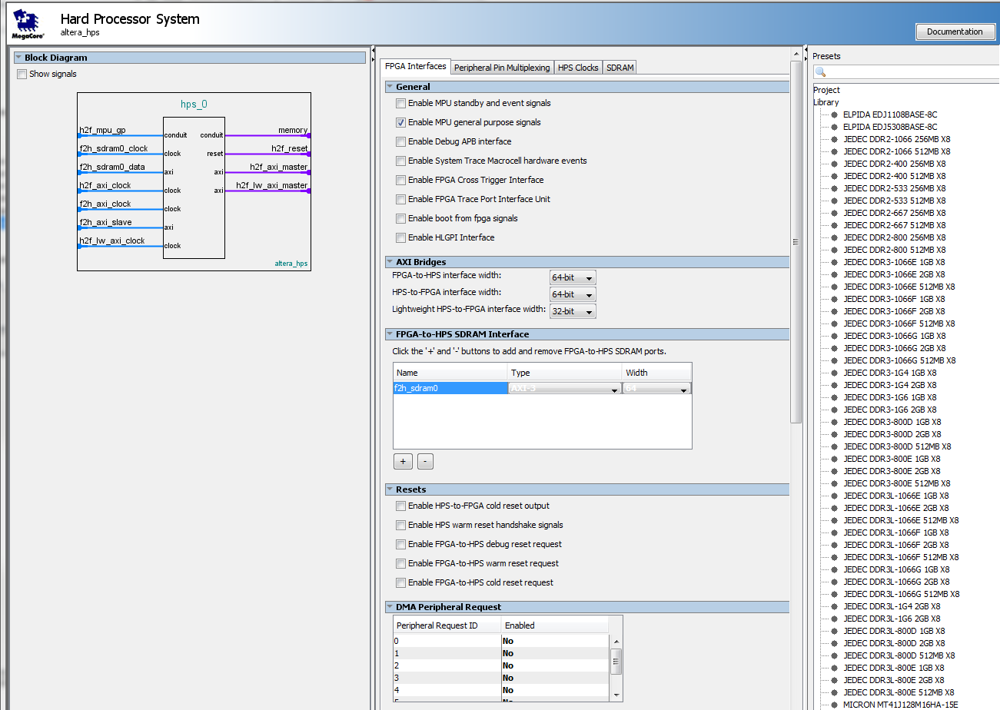 MegaCore®
Hard Processor System
altera_hps
Documentation
Block Diagram
Show signals
hps_0
h2f_mpu_gp
conduit
conduit
memory
f2h_sdram0_clock
clock
reset
h2f_reset
f2h_sdram0_data
axi
axi
h2f_axi_master
h2f_axi_clock
clock
axi
h2f_lw_axi_master
f2h_axi_clock
clock
f2h_axi_slave
axi
h2f_lw_axi_clock
clock
altera_hps
FPGA Interfaces
Peripheral Pin Multiplexing
HPS Clocks
SDRAM
General
Enable MPU standby and event signals
Enable MPU general purpose signals
Enable Debug APB interface
Enable System Trace Macrocell hardware events
Enable FPGA Cross Trigger Interface
Enable FPGA Trace Port Interface Unit
Enable boot from fpga signals
Enable HLGPI Interface
AXI Bridges
FPGA-to-HPS interface width: 64-bit
HPS-to-FPGA interface width: 64-bit
Lightweight HPS-to-FPGA interface width: 32-bit
FPGA-to-HPS SDRAM Interface
Click the '+' and '-' buttons to add and remove FPGA-to-HPS SDRAM ports.
Name Type Width
f2h_sdram0 AXI-3 64
+ -
Resets
Enable HPS-to-FPGA cold reset output
Enable HPS warm reset handshake signals
Enable FPGA-to-HPS debug reset request
Enable FPGA-to-HPS warm reset request
Enable FPGA-to-HPS cold reset request
DMA Peripheral Request
Peripheral Request ID Enabled
0 No
1 No
2 No
3 No
4 No
Presets
Project
Library
ELPIDA EDJ1108BASE-8C
ELPIDA EDJ5308BASE-8C
JEDEC DDR2-1066 256MB X8
JEDEC DDR2-1066 512MB X8
JEDEC DDR2-400 256MB X8
JEDEC DDR2-400 512MB X8
JEDEC DDR2-533 256MB X8
JEDEC DDR2-533 512MB X8
JEDEC DDR2-667 256MB X8
JEDEC DDR2-667 512MB X8
JEDEC DDR2-800 256MB X8
JEDEC DDR2-800 512MB X8
JEDEC DDR3-1066E 1GB X8
JEDEC DDR3-1066E 2GB X8
JEDEC DDR3-1066E 512MB X8
JEDEC DDR3-1066F 1GB X8
JEDEC DDR3-1066F 2GB X8
JEDEC DDR3-1066F 512MB X8
JEDEC DDR3-1066G 1GB X8
JEDEC DDR3-1066G 2GB X8
JEDEC DDR3-1066G 512MB X8
JEDEC DDR3-1G4 1GB X8
JEDEC DDR3-1G4 2GB X8
JEDEC DDR3-1G6 1GB X8
JEDEC DDR3-1G6 2GB X8
JEDEC DDR3-800D 1GB X8
JEDEC DDR3-800D 2GB X8
JEDEC DDR3-800D 512MB X8
JEDEC DDR3-800E 1GB X8
JEDEC DDR3-800E 2GB X8
JEDEC DDR3-800E 512MB X8
JEDEC DDR3L-1066E 1GB X8
JEDEC DDR3L-1066E 2GB X8
JEDEC DDR3L-1066E 512MB X8
JEDEC DDR3L-1066F 1GB X8
JEDEC DDR3L-1066F 2GB X8
JEDEC DDR3L-1066F 512MB X8
JEDEC DDR3L-1066G 1GB X8
JEDEC DDR3L-1066G 2GB X8
JEDEC DDR3L-1066G 512MB X8
JEDEC DDR3L-1G4 2GB X8
JEDEC DDR3L-1G6 2GB X8
JEDEC DDR3L-800D 1GB X8
JEDEC DDR3L-800D 2GB X8
JEDEC DDR3L-800D 512MB X8
JEDEC DDR3L-800E 1GB X8
JEDEC DDR3L-800E 2GB X8
JEDEC DDR3L-800E 512MB X8
MICRON MT41J128M16HA-15E